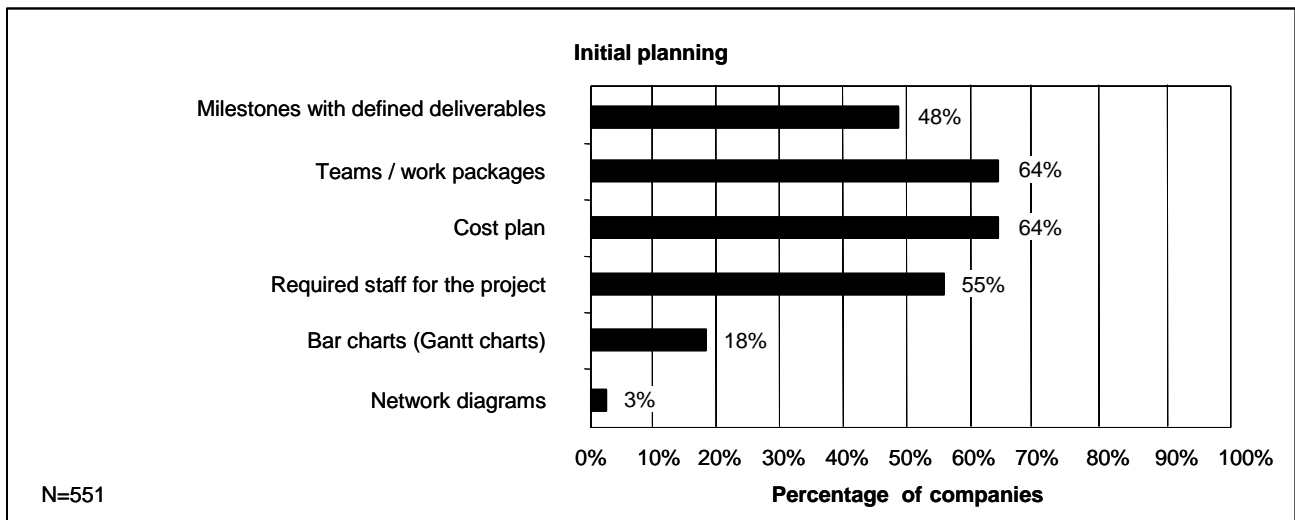 Initial planning
Milestones with defined deliverables 48%
Teams / work packages 64%
Cost plan 64%
Required staff for the project 55%
Bar charts (Gantt charts) 18%
Network diagrams 3%
0% 10% 20% 30% 40% 50% 60% 70% 80% 90% 100%
N=551 Percentage of companies